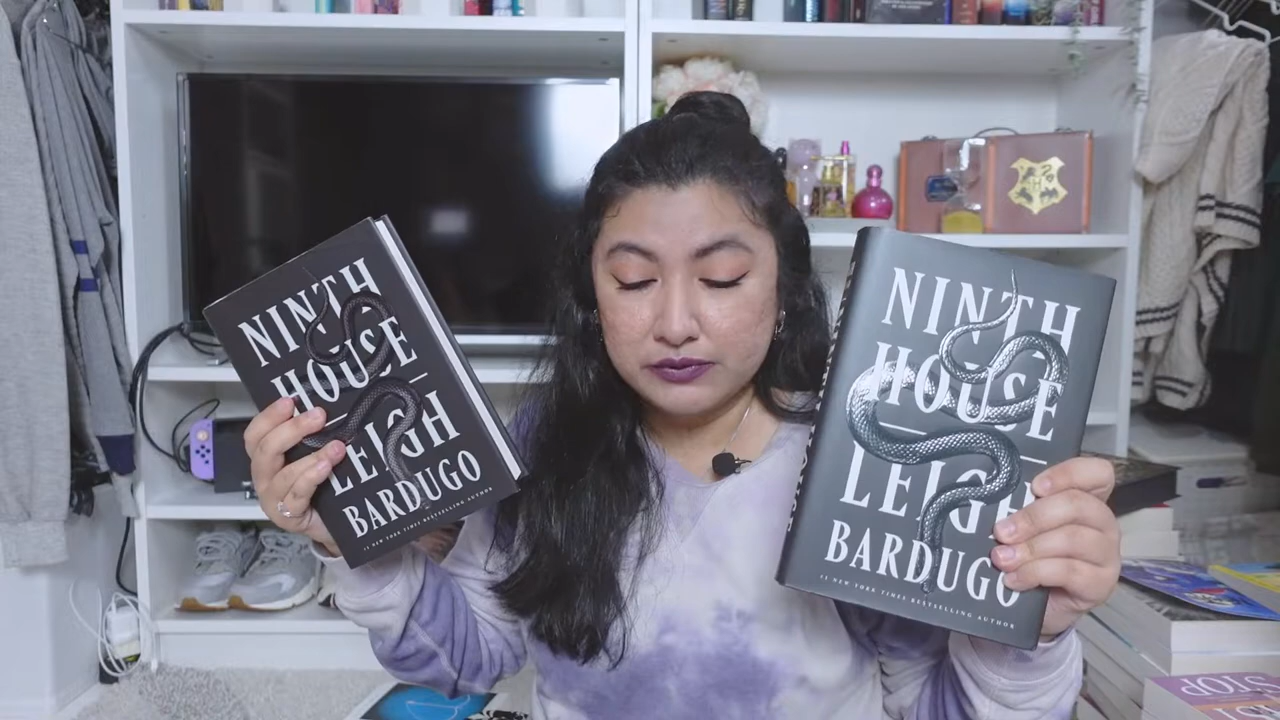 NINTH
HOUSE
LEIGH
BARDUGO
#1 NEW YORK TIMES BESTSELLING AUTHOR
NINTH
HOUSE
LEIGH
BARDUGO
#1 NEW YORK TIMES BESTSELLING AUTHOR
STOP